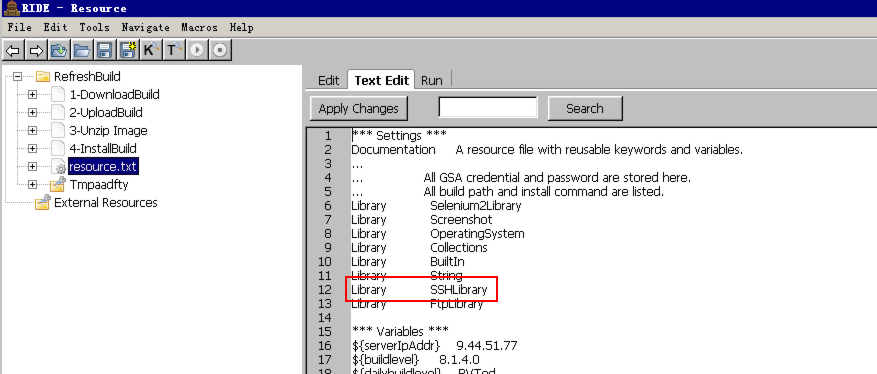 RIDE - Resource
File Edit Tools Navigate Macros Help
K T
RefreshBuild
1-DownloadBuild
2-UploadBuild
3-Unzip Image
4-InstallBuild
resource.txt
Tmpaadfty
External Resources
Edit Text Edit Run
Apply Changes Search
1 *** Settings ***
2 Documentation A resource file with reusable keywords and variables.
3 ...
4 ... All GSA credential and password are stored here.
5 ... All build path and install command are listed.
6 Library Selenium2Library
7 Library Screenshot
8 Library OperatingSystem
9 Library Collections
10 Library BuiltIn
11 Library String
12 Library SSHLibrary
13 Library FtpLibrary
14
15 *** Variables ***
16 ${serverIpAddr} 9.44.51.77
17 ${buildlevel} 8.1.4.0
18 ${dailybuildlevel}